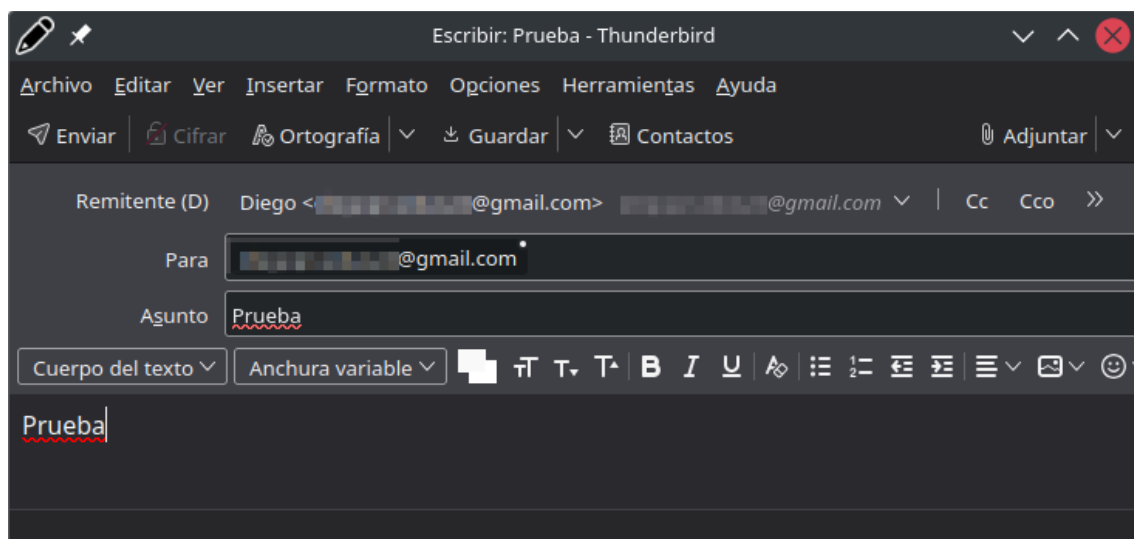 Escribir: Prueba - Thunderbird
Archivo Editar Ver Insertar Formato Opciones Herramientas Ayuda
Enviar Cifrar Ortografía Guardar Contactos Adjuntar
Remitente (D) Diego < @gmail.com> @gmail.com Cc Cco
Para @gmail.com
Asunto Prueba
Cuerpo del texto Anchura variable
Prueba